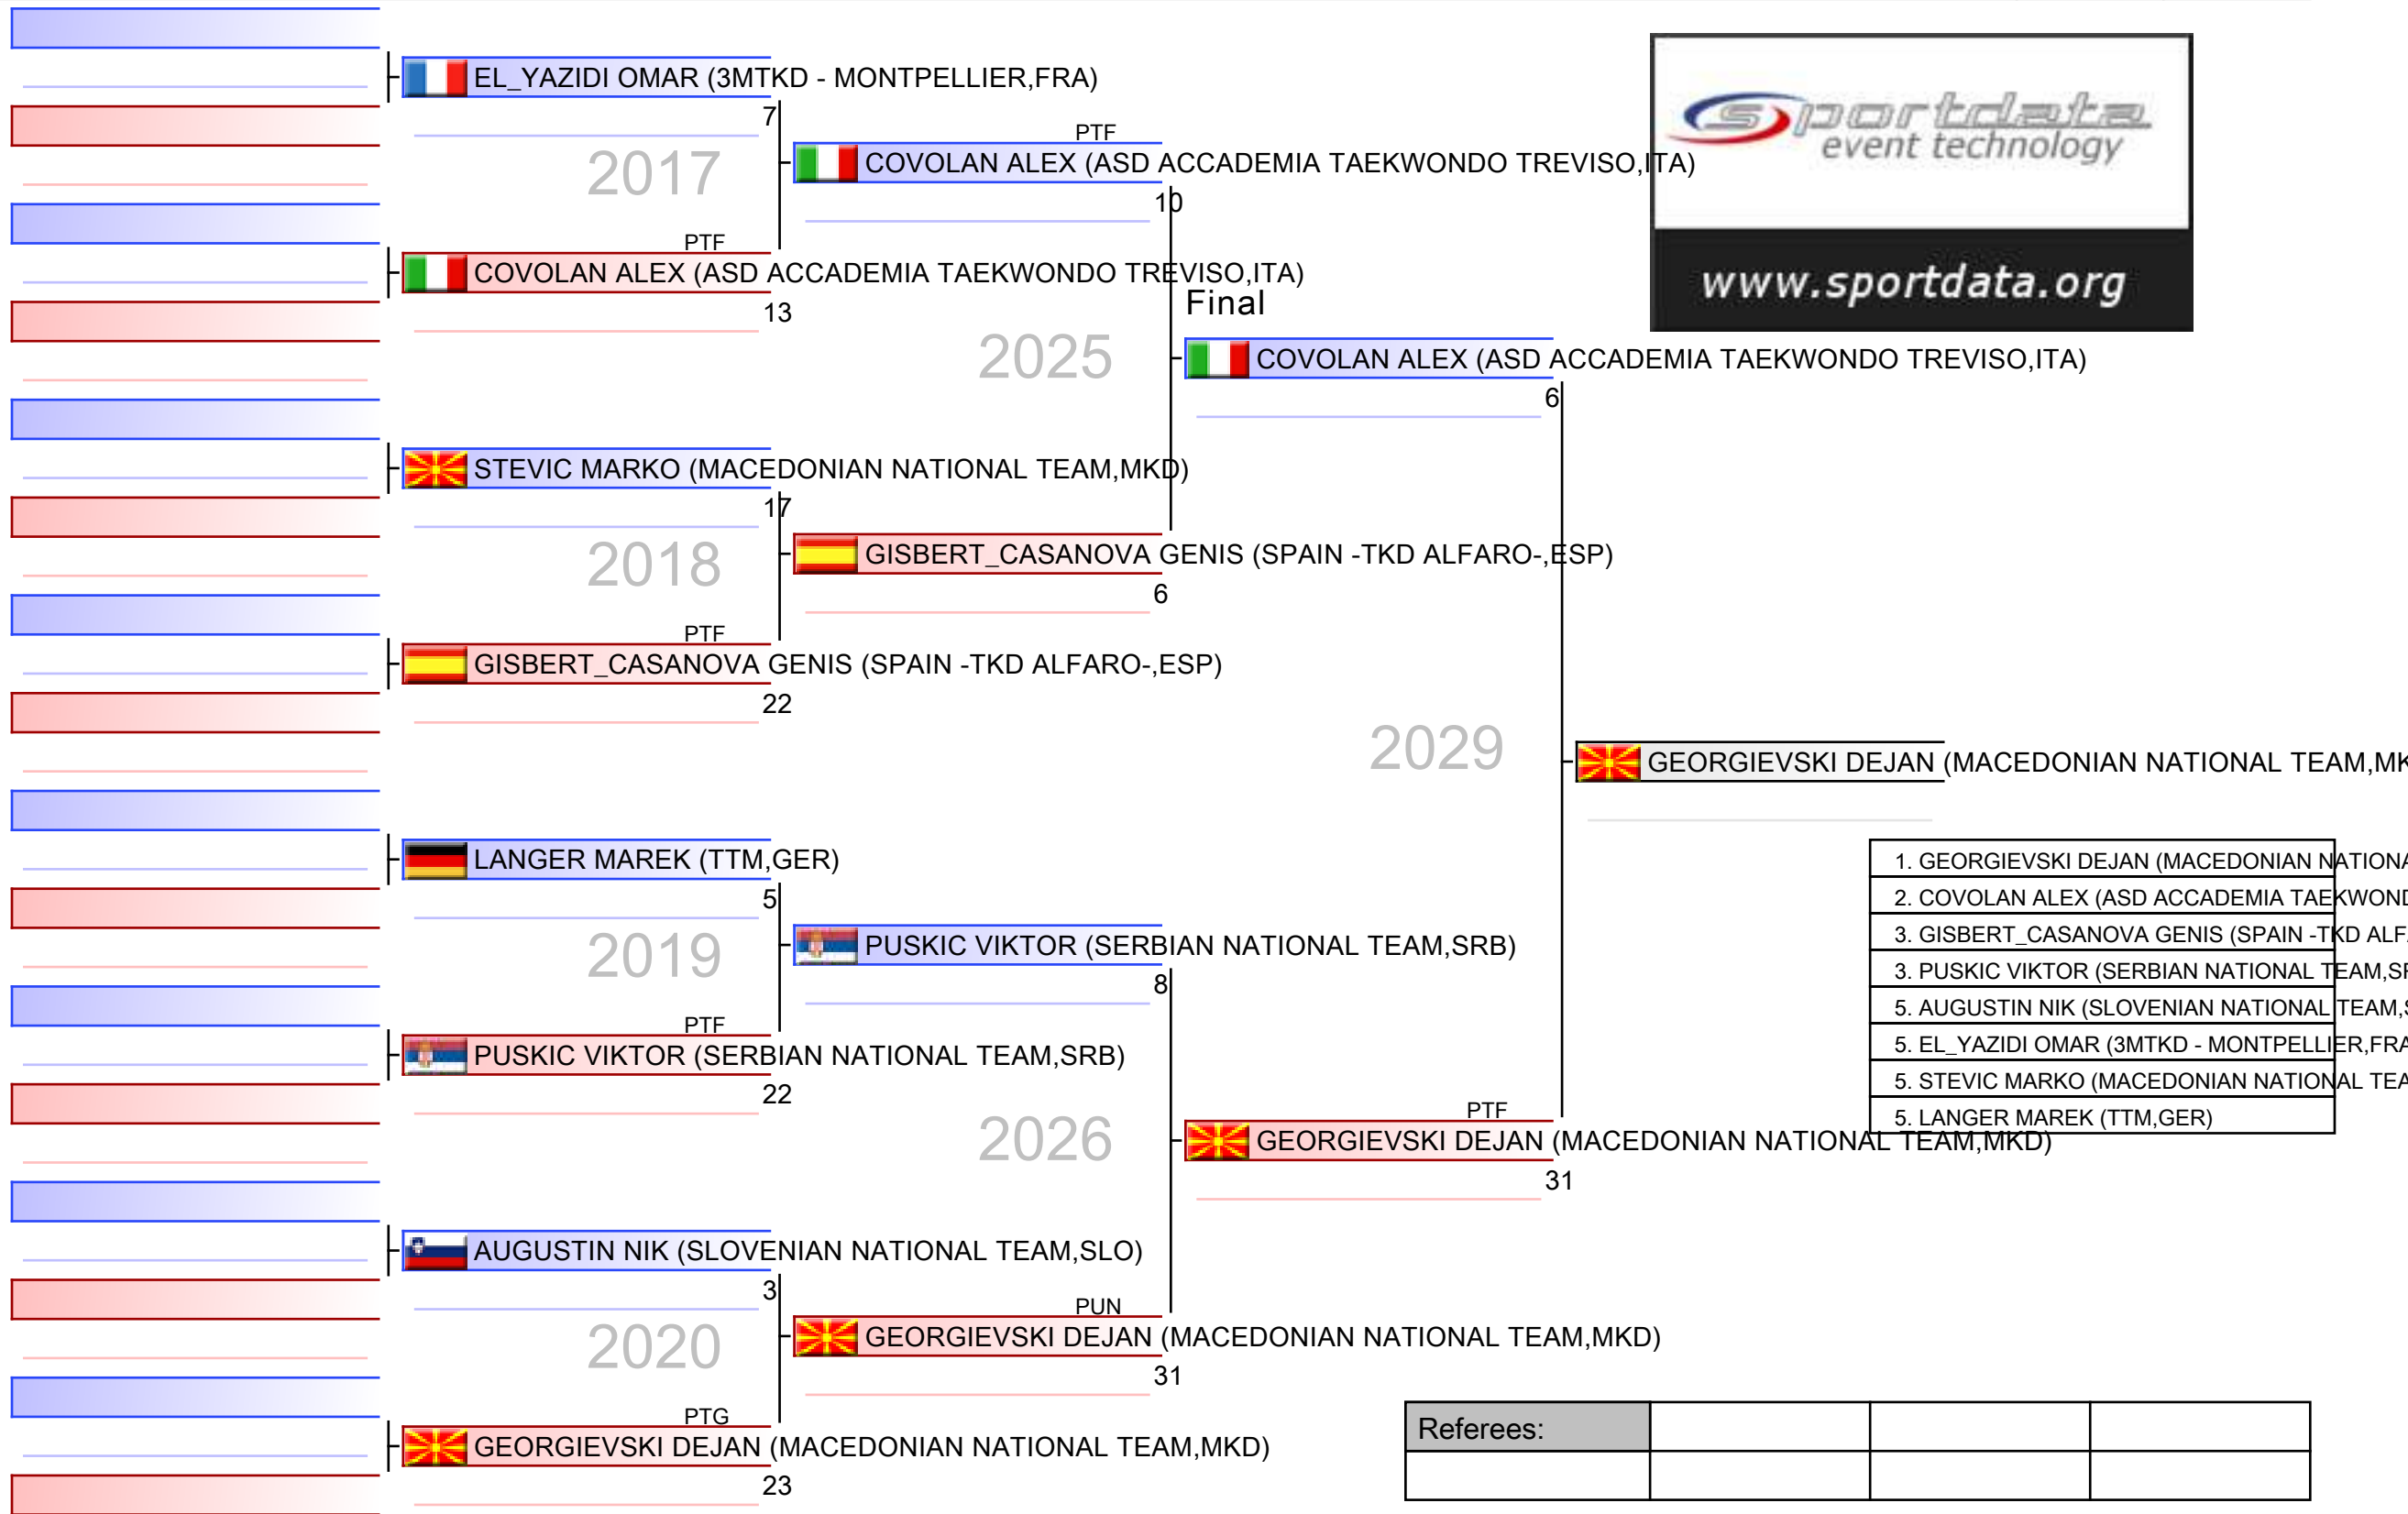 EL_YAZIDI OMAR (3MTKD - MONTPELLIER,FRA)
7
2017
PTF
COVOLAN ALEX (ASD ACCADEMIA TAEKWONDO TREVISO,ITA)
13
PTF
COVOLAN ALEX (ASD ACCADEMIA TAEKWONDO TREVISO,ITA)
10
2025
STEVIC MARKO (MACEDONIAN NATIONAL TEAM,MKD)
17
2018
PTF
GISBERT_CASANOVA GENIS (SPAIN -TKD ALFARO-,ESP)
22
GISBERT_CASANOVA GENIS (SPAIN -TKD ALFARO-,ESP)
6
Final
COVOLAN ALEX (ASD ACCADEMIA TAEKWONDO TREVISO,ITA)
6
2029
LANGER MAREK (TTM,GER)
5
2019
PTF
PUSKIC VIKTOR (SERBIAN NATIONAL TEAM,SRB)
22
PUSKIC VIKTOR (SERBIAN NATIONAL TEAM,SRB)
8
2026
AUGUSTIN NIK (SLOVENIAN NATIONAL TEAM,SLO)
3
2020
PTG
GEORGIEVSKI DEJAN (MACEDONIAN NATIONAL TEAM,MKD)
23
PUN
GEORGIEVSKI DEJAN (MACEDONIAN NATIONAL TEAM,MKD)
31
PTF
GEORGIEVSKI DEJAN (MACEDONIAN NATIONAL TEAM,MKD)
31
GEORGIEVSKI DEJAN (MACEDONIAN NATIONAL TEAM,MK
sportdata
event technology
www.sportdata.org
1. GEORGIEVSKI DEJAN (MACEDONIAN NATIONA
2. COVOLAN ALEX (ASD ACCADEMIA TAEKWOND
3. GISBERT_CASANOVA GENIS (SPAIN -TKD ALF
3. PUSKIC VIKTOR (SERBIAN NATIONAL TEAM,SR
5. AUGUSTIN NIK (SLOVENIAN NATIONAL TEAM,S
5. EL_YAZIDI OMAR (3MTKD - MONTPELLIER,FRA
5. STEVIC MARKO (MACEDONIAN NATIONAL TEA
5. LANGER MAREK (TTM,GER)
Referees: